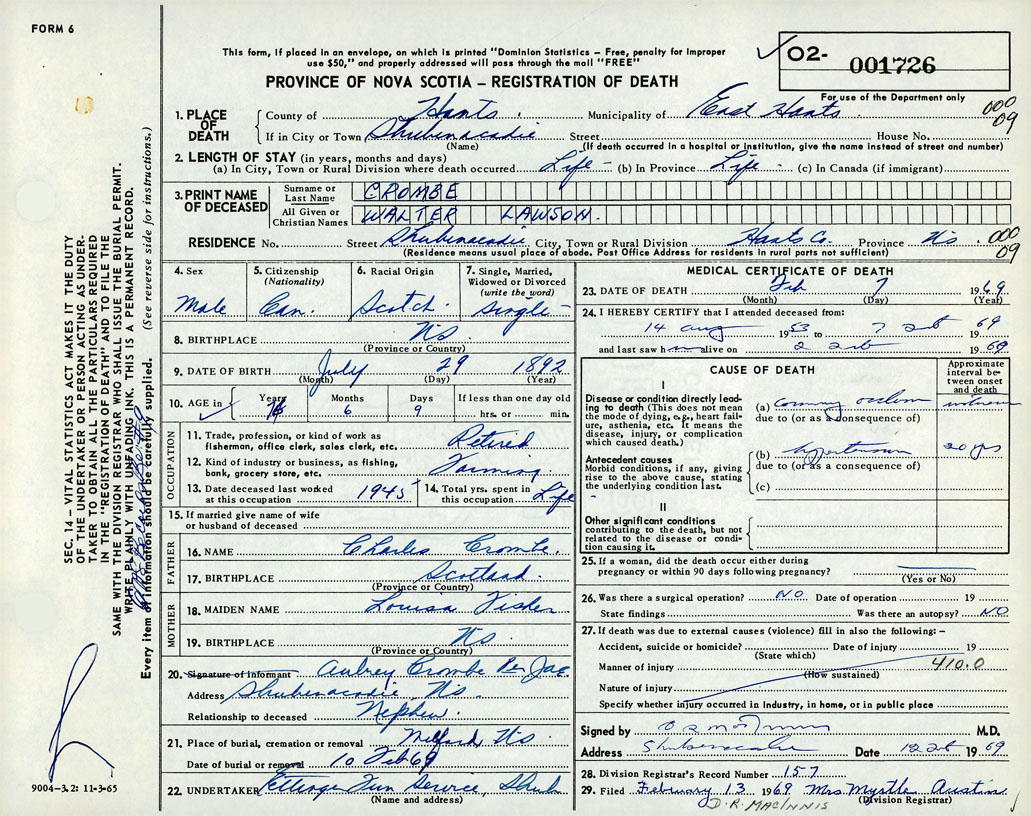 FORM 6
This form, if placed in an envelope, on which is printed "Dominion Statistics – Free, penalty for improper
use $50," and properly addressed will pass through the mail "FREE"
PROVINCE OF NOVA SCOTIA – REGISTRATION OF DEATH
02- 001726
For use of the Department only
1. PLACE OF DEATH
County of Hants Municipality of East Hants 000
If in City or Town Shubenacadie Street House No. 09
(Name) (If death occurred in a hospital or institution, give the name instead of street and number)
2. LENGTH OF STAY (in years, months and days)
(a) In City, Town or Rural Division where death occurred Life - (b) In Province Life - (c) In Canada (if immigrant)
3. PRINT NAME OF DECEASED
Surname or Last Name CROMBE
All Given or Christian Names WALTER LAWSON
RESIDENCE No. Street Shubenacadie City, Town or Rural Division Hants Co. Province NS 000
(Residence means usual place of abode. Post Office Address for residents in rural parts not sufficient) 09
4. Sex Male
5. Citizenship (Nationality) Can.
6. Racial Origin Scotch
7. Single, Married, Widowed or Divorced (write the word) Single
8. BIRTHPLACE NS
(Province or Country)
9. DATE OF BIRTH July 29 1892
(Month) (Day) (Year)
10. AGE in Years 76 Months 6 Days 9 If less than one day old hrs. or min.
OCCUPATION
11. Trade, profession, or kind of work as fisherman, office clerk, sales clerk, etc. Retired
12. Kind of industry or business, as fishing, bank, grocery store, etc. Farming
13. Date deceased last worked at this occupation 1945
14. Total yrs. spent in this occupation Life
15. If married give name of wife or husband of deceased
FATHER
16. NAME Charles Crombe
17. BIRTHPLACE Scotland
(Province or Country)
MOTHER
18. MAIDEN NAME Louisa Fisher
19. BIRTHPLACE NS
(Province or Country)
20. Signature of informant Aubrey Crombe Per
Address Shubenacadie, NS.
Relationship to deceased Nephew
21. Place of burial, cremation or removal Milford, NS
Date of burial or removal 10 Feb 69
22. UNDERTAKER Ettinger Fun Service, Shub
(Name and address)
MEDICAL CERTIFICATE OF DEATH
23. DATE OF DEATH Feb 7 1969
(Month) (Day) (Year)
24. I HEREBY CERTIFY that I attended deceased from:
14 Aug 1953 to 7 Feb 1969
and last saw him alive on 2 Feb 1969
CAUSE OF DEATH
Approximate interval between onset and death
I
Disease or condition directly leading to death (This does not mean the mode of dying, e.g., heart failure, asthenia, etc. It means the disease, injury, or complication which caused death.)
(a) coronary
due to (or as a consequence of)
Antecedent causes
Morbid conditions, if any, giving rise to the above cause, stating the underlying condition last.
(b) hypertension 20 yrs
due to (or as a consequence of)
(c)
II
Other significant conditions contributing to the death, but not related to the disease or condition causing it.
25. If a woman, did the death occur either during pregnancy or within 90 days following pregnancy?
(Yes or No)
26. Was there a surgical operation? NO Date of operation 19
State findings Was there an autopsy? NO
27. If death was due to external causes (violence) fill in also the following: –
Accident, suicide or homicide? Date of injury 19
(State which)
Manner of injury 410.0
(How sustained)
Nature of injury
Specify whether injury occurred in industry, in home, or in public place
Signed by M.D.
Address Shubenacadie Date 12 Feb 1969
28. Division Registrar's Record Number 157
29. Filed February 13 1969 Mrs Myrtle Austin
(Division Registrar)
D.R. MACINNIS
SEC. 14 – VITAL STATISTICS ACT MAKES IT THE DUTY
OF THE UNDERTAKER OR PERSON ACTING AS UNDER-
TAKER TO OBTAIN ALL THE PARTICULARS REQUIRED
IN THE "REGISTRATION OF DEATH" AND TO FILE THE
SAME WITH THE DIVISION REGISTRAR WHO SHALL ISSUE THE BURIAL PERMIT.
WRITE PLAINLY WITH UNFADING INK. THIS IS A PERMANENT RECORD.
Every item of information should be carefully supplied. (See reverse side for instructions.)
9004-3.2: 11-3-65